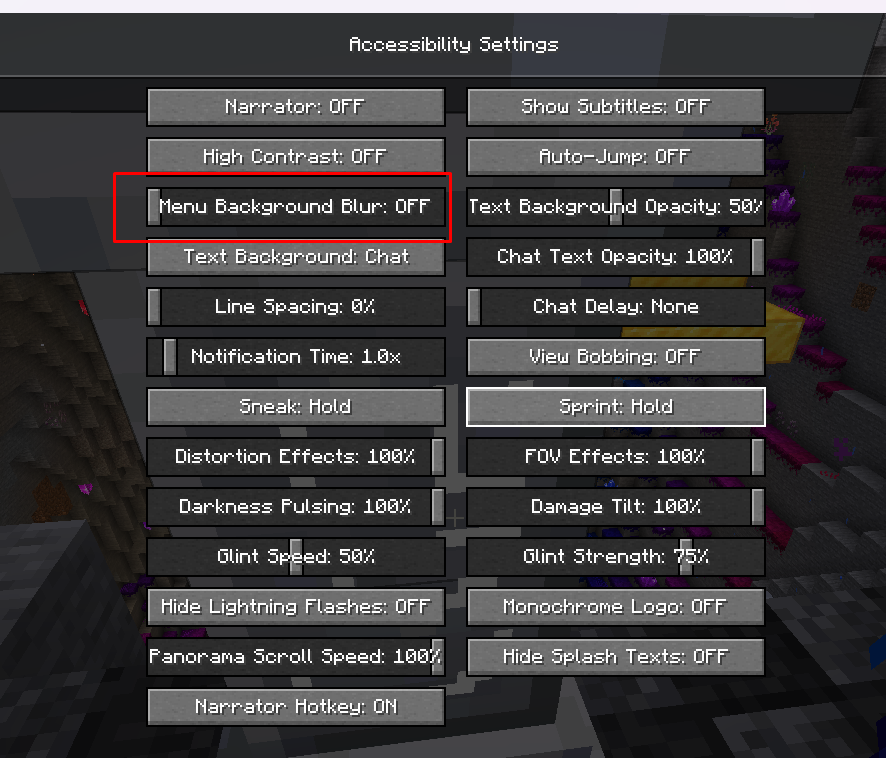 Accessibility Settings
Narrator: OFF
Show Subtitles: OFF
High Contrast: OFF
Auto-Jump: OFF
Menu Background Blur: OFF
Text Background Opacity: 50%
Text Background: Chat
Chat Text Opacity: 100%
Line Spacing: 0%
Chat Delay: None
Notification Time: 1.0x
View Bobbing: OFF
Sneak: Hold
Sprint: Hold
Distortion Effects: 100%
FOV Effects: 100%
Darkness Pulsing: 100%
Damage Tilt: 100%
Glint Speed: 50%
Glint Strength: 75%
Hide Lightning Flashes: OFF
Monochrome Logo: OFF
Panorama Scroll Speed: 100%
Hide Splash Texts: OFF
Narrator Hotkey: ON